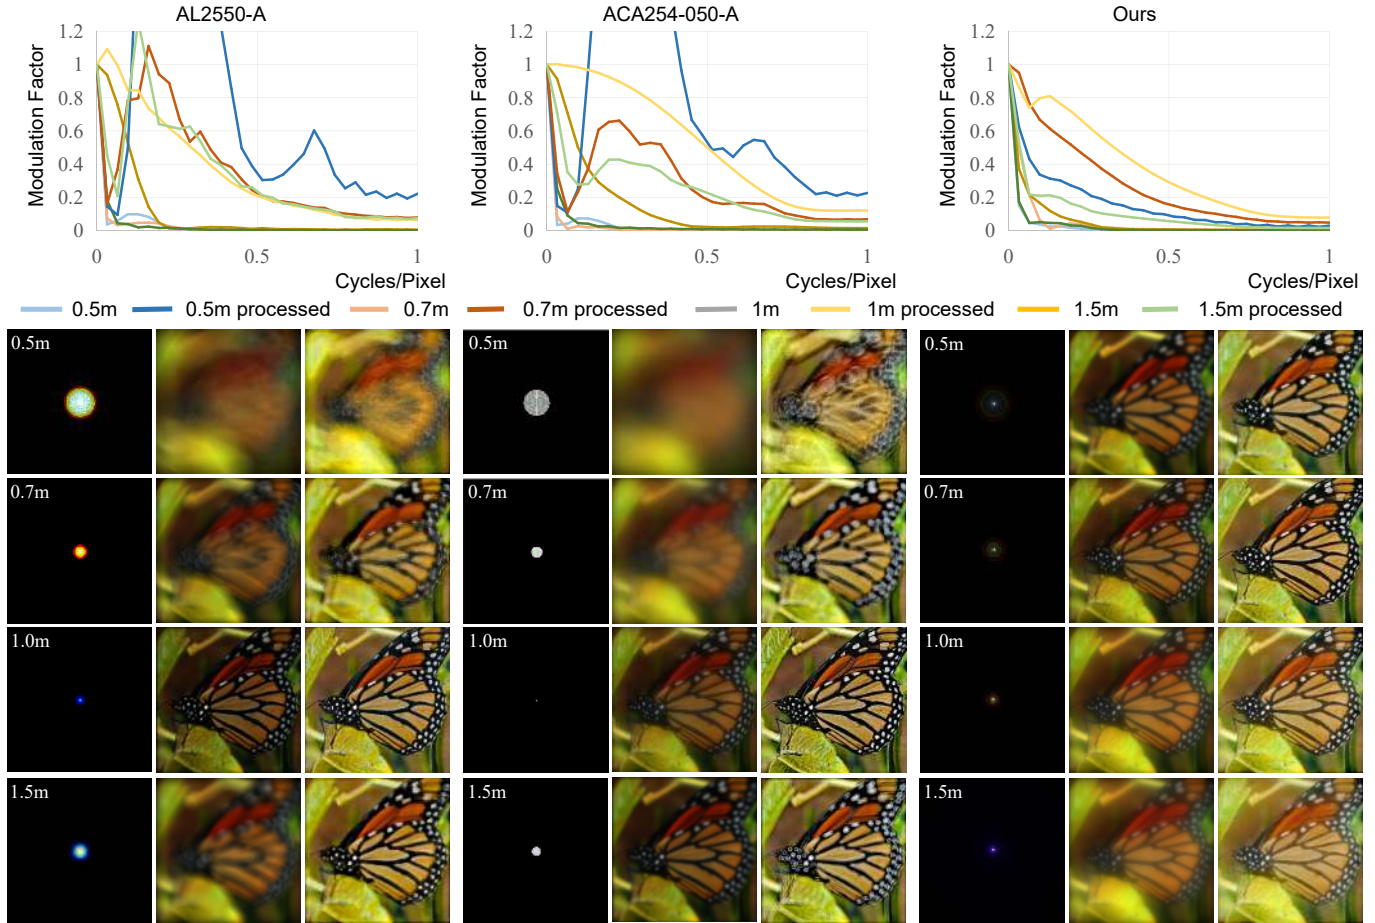 AL2550-A
ACA254-050-A
Ours
Modulation Factor
1.2
1
0.8
0.6
0.4
0.2
0
0
0.5
1
Cycles/Pixel
Modulation Factor
1.2
1
0.8
0.6
0.4
0.2
0
0
0.5
1
Cycles/Pixel
Modulation Factor
1.2
1
0.8
0.6
0.4
0.2
0
0
0.5
1
Cycles/Pixel
0.5m 0.5m processed 0.7m 0.7m processed 1m 1m processed 1.5m 1.5m processed
0.5m 0.5m 0.5m
0.7m 0.7m 0.7m
1.0m 1.0m 1.0m
1.5m 1.5m 1.5m